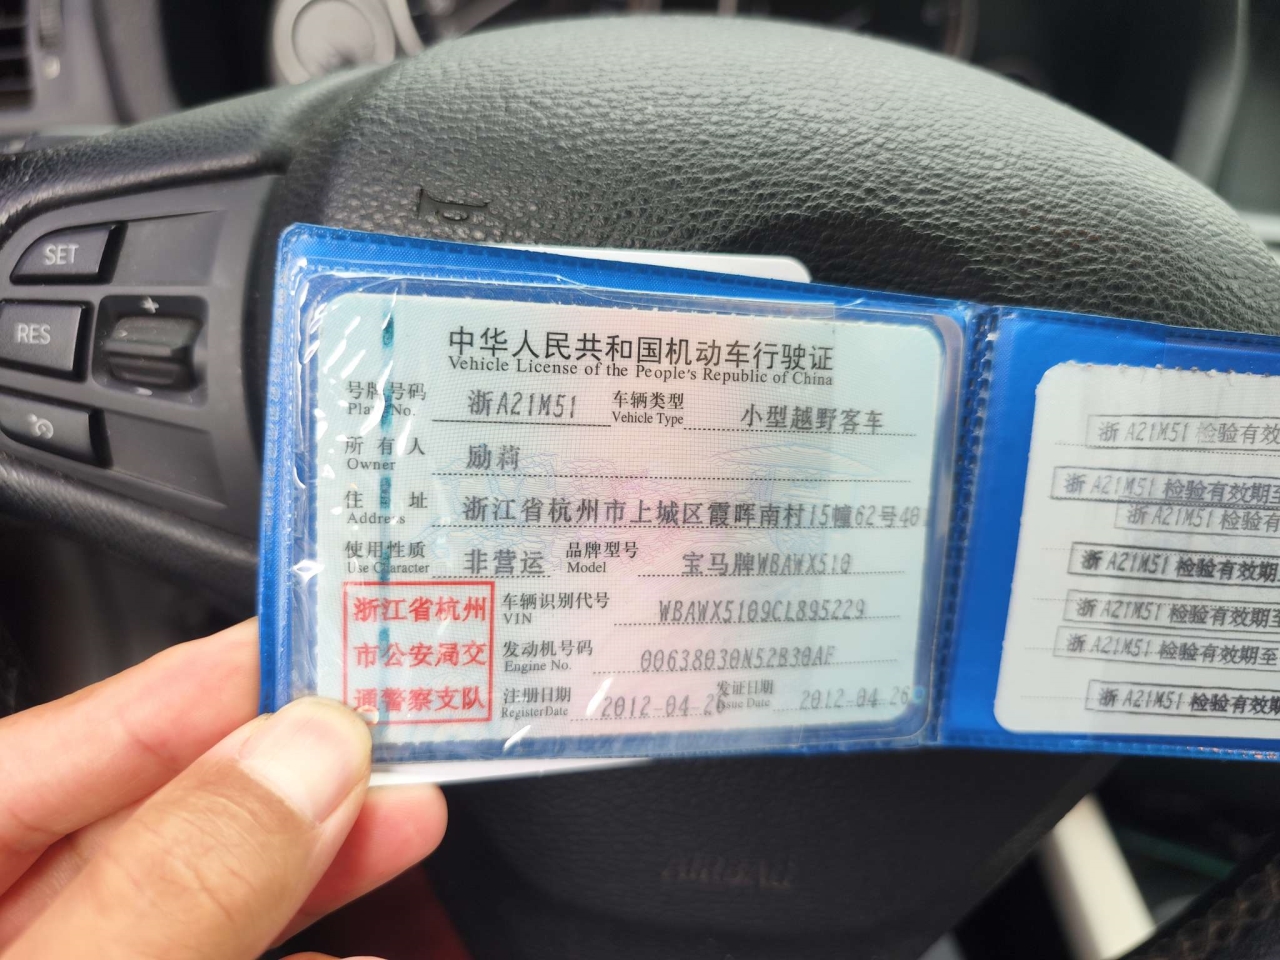 SET
RES
中华人民共和国机动车行驶证
Vehicle License of the People's Republic of China
号牌号码 浙A21M51 车辆类型 小型越野客车
Plate No. Vehicle Type
所有人 励莉
Owner
住址 浙江省杭州市上城区霞晖南村15幢62号40
Address
使用性质 非营运 品牌型号 宝马牌WBAWX510
Use Character Model
浙江省杭州
市公安局交
通警察支队
车辆识别代号 WBAWX5109CL895229
VIN
发动机号码 00638030N52B30AF
Engine No.
注册日期 2012-04-26 发证日期 2012-04-26
Register Date Issue Date
浙A21M51 检验有效
浙A21M51 检验有效期至
浙A21M51 检验有
浙A21M51 检验有效期
浙A21M51 检验有效期至
浙A21M51 检验有效期至
浙A21M51 检验有效期
AIRBAG